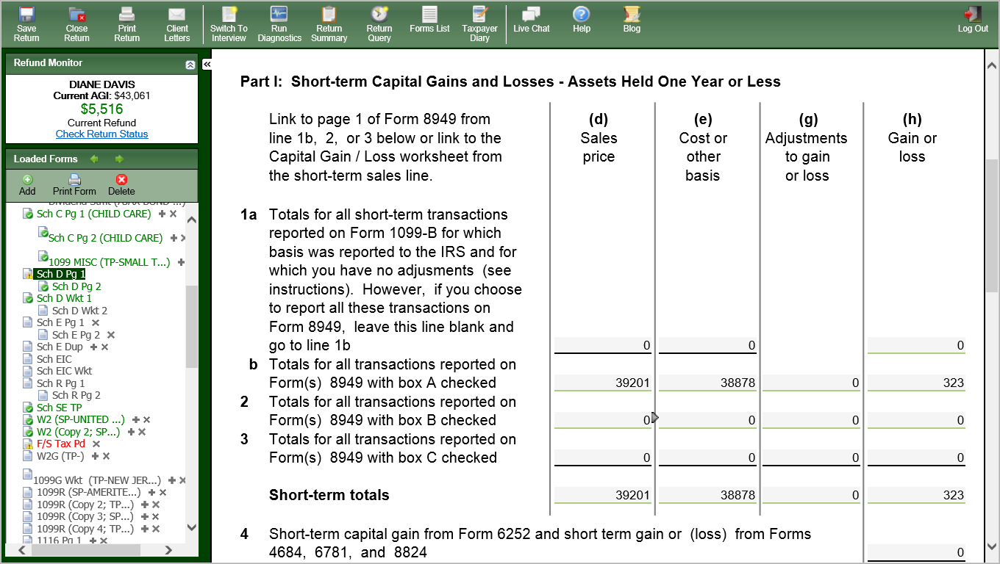 Save Return
Close Return
Print Return
Client Letters
Switch To Interview
Run Diagnostics
Return Summary
Return Query
Forms List
Taxpayer Diary
Live Chat
Help
Blog
Log Out
Refund Monitor
DIANE DAVIS
Current AGI: $43,061
$5,516
Current Refund
Check Return Status
Loaded Forms
Add
Print Form
Delete
Sch C Pg 1 (CHILD CARE)
Sch C Pg 2 (CHILD CARE)
1099 MISC (TP-SMALL T...)
Sch D Pg 1
Sch D Pg 2
Sch D Wkt 1
Sch D Wkt 2
Sch E Pg 1
Sch E Pg 2
Sch E Dup
Sch EIC
Sch EIC Wkt
Sch R Pg 1
Sch R Pg 2
Sch SE TP
W2 (SP-UNITED ...)
W2 (Copy 2; SP...)
F/S Tax Pd
W2G (TP-)
1099G Wkt (TP-NEW JER...)
1099R (SP-AMERITE...)
1099R (Copy 2; TP...)
1099R (Copy 3; SP...)
1099R (Copy 4; TP...)
1116 Pg 1
Part I: Short-term Capital Gains and Losses - Assets Held One Year or Less
Link to page 1 of Form 8949 from
line 1b, 2, or 3 below or link to the
Capital Gain / Loss worksheet from
the short-term sales line.
(d)
Sales
price
(e)
Cost or
other
basis
(g)
Adjustments
to gain
or loss
(h)
Gain or
loss
1a Totals for all short-term transactions
reported on Form 1099-B for which
basis was reported to the IRS and for
which you have no adjusments (see
instructions). However, if you choose
to report all these transactions on
Form 8949, leave this line blank and
go to line 1b 0 0 0
b Totals for all transactions reported on
Form(s) 8949 with box A checked 39201 38878 0 323
2 Totals for all transactions reported on
Form(s) 8949 with box B checked 0 0 0 0
3 Totals for all transactions reported on
Form(s) 8949 with box C checked 0 0 0 0
Short-term totals 39201 38878 0 323
4 Short-term capital gain from Form 6252 and short term gain or (loss) from Forms
4684, 6781, and 8824 0